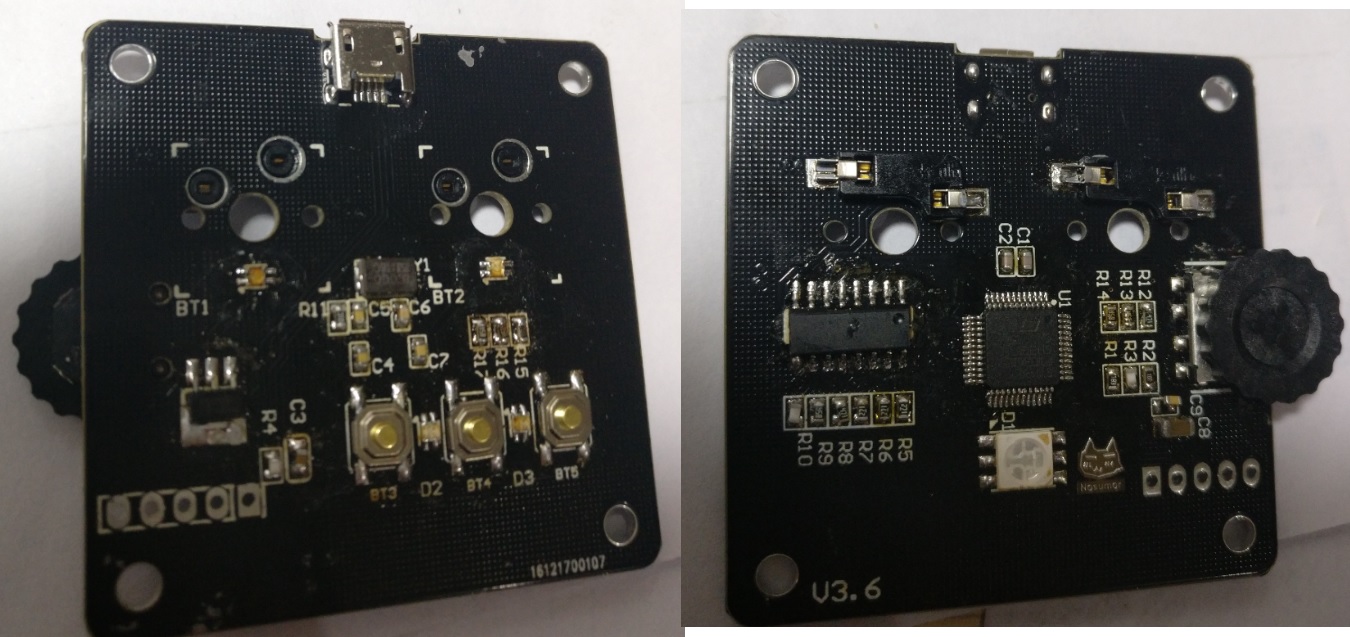 BT1
Y1
BT2
R11
C5
C6
C4
C7
R17
R16
R15
R4
C3
BT3
D2
BT4
D3
BT5
16121700107
C2
C1
U1
R14
R13
R12
R1
R3
R2
C9
C8
R10
R9
R8
R7
R6
R5
D1
Nosumor
V3.6